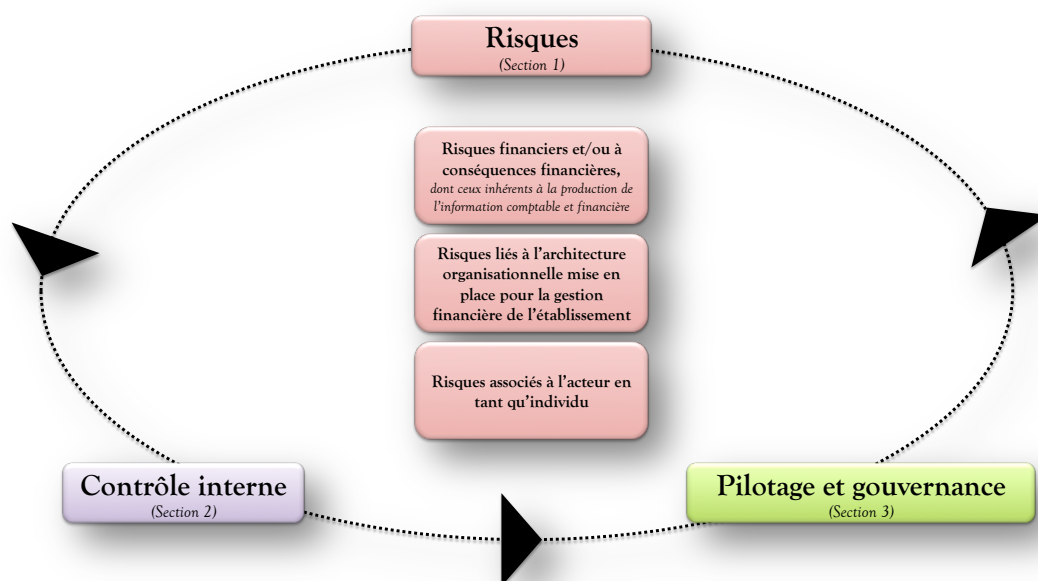 Risques
(Section 1)
Risques financiers et/ou à
conséquences financières,
dont ceux inhérents à la production de
l'information comptable et financière
Risques liés à l'architecture
organisationnelle mise en
place pour la gestion
financière de l'établissement
Risques associés à l'acteur en
tant qu'individu
Contrôle interne
(Section 2)
Pilotage et gouvernance
(Section 3)